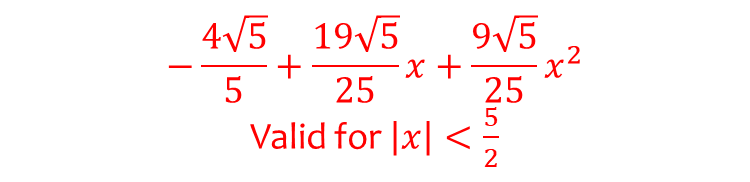 − 4√5/5 + 19√5/25 x + 9√5/25 x²
Valid for |x| < 5/2